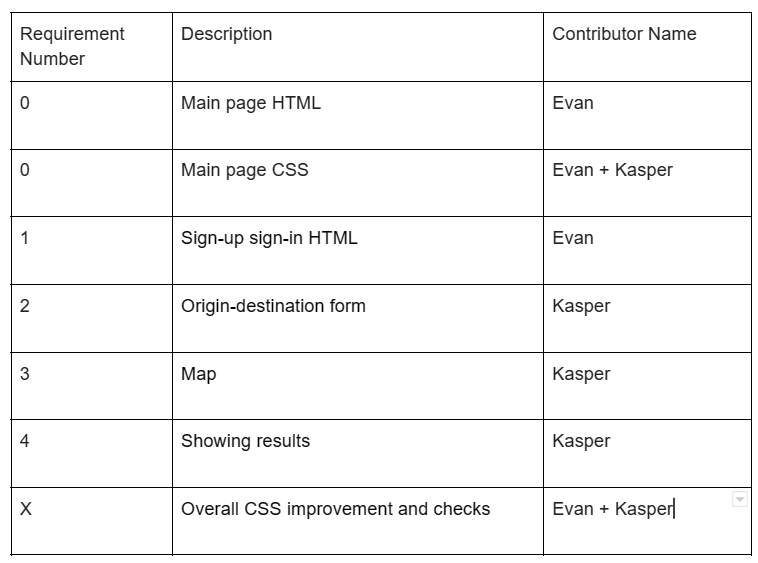 Requirement Number Description Contributor Name
0 Main page HTML Evan
0 Main page CSS Evan + Kasper
1 Sign-up sign-in HTML Evan
2 Origin-destination form Kasper
3 Map Kasper
4 Showing results Kasper
X Overall CSS improvement and checks Evan + Kasper